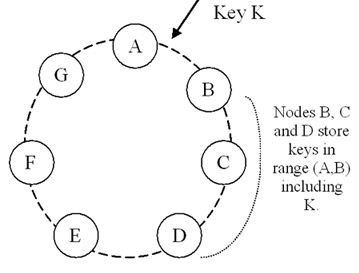 Key K
A
B
C
D
E
F
G
Nodes B, C
and D store
keys in
range (A,B)
including
K.